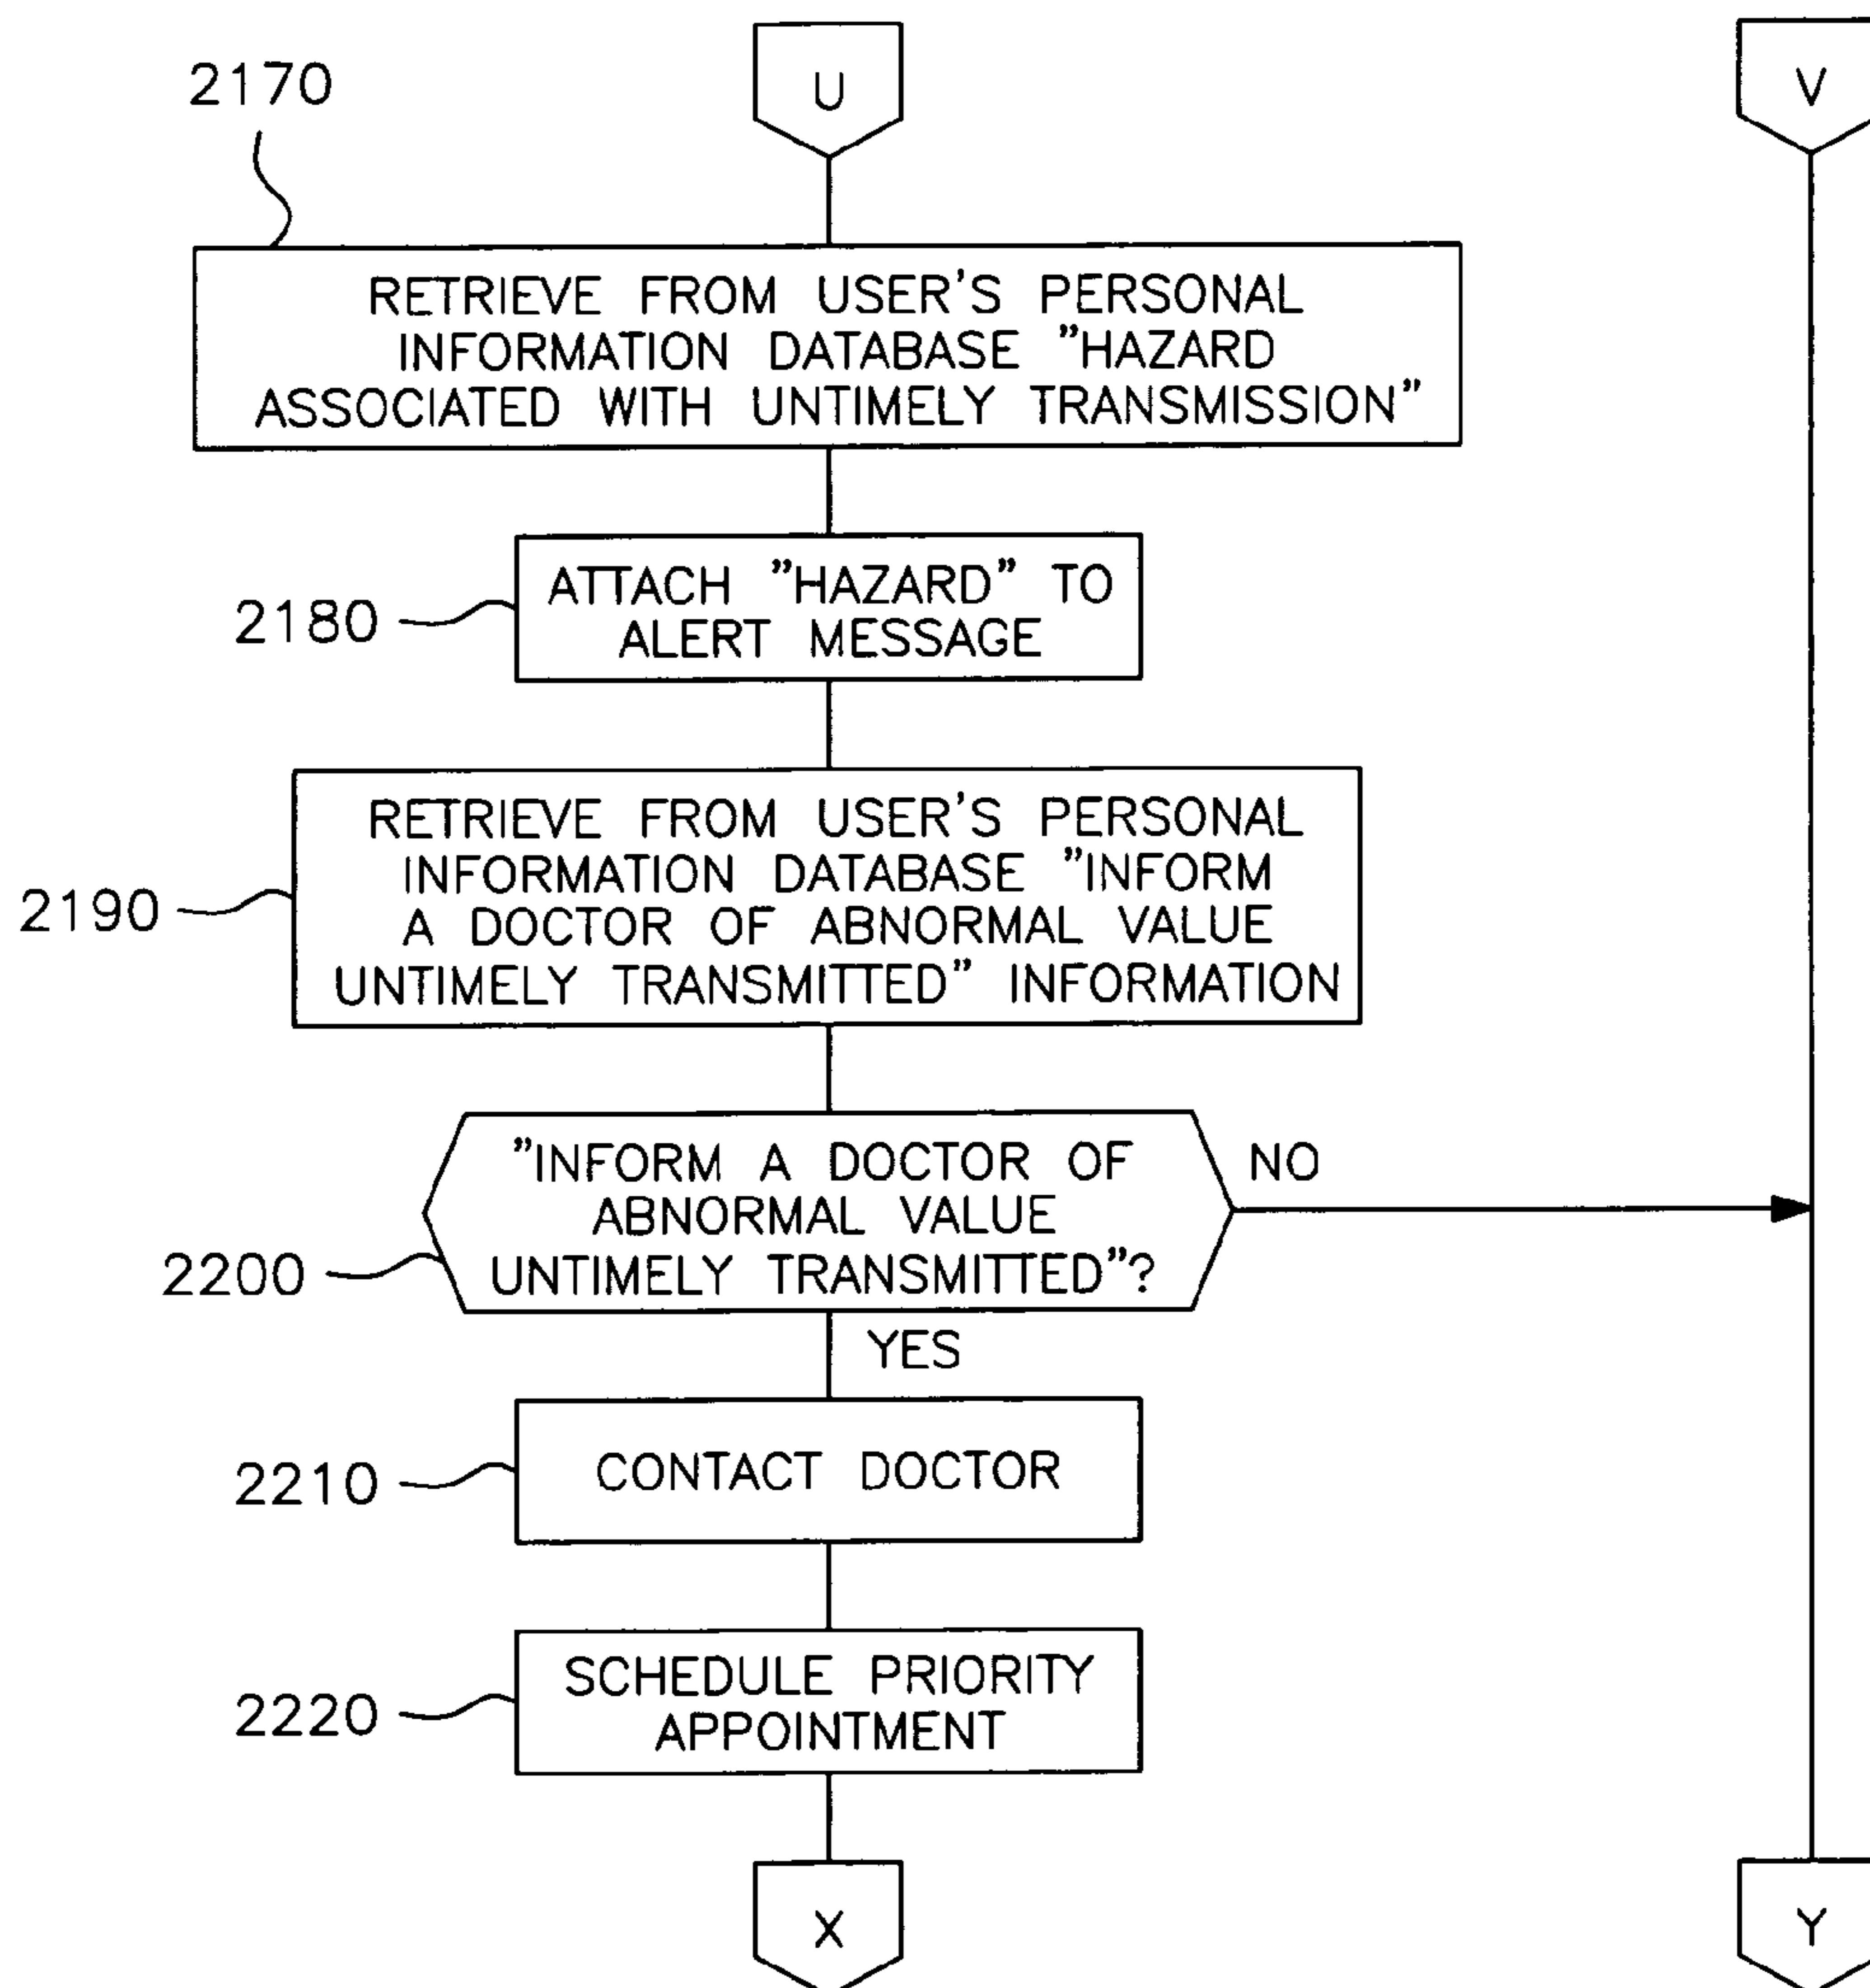 U
V
2170
RETRIEVE FROM USER'S PERSONAL
INFORMATION DATABASE "HAZARD
ASSOCIATED WITH UNTIMELY TRANSMISSION"
2180
ATTACH "HAZARD" TO
ALERT MESSAGE
2190
RETRIEVE FROM USER'S PERSONAL
INFORMATION DATABASE "INFORM
A DOCTOR OF ABNORMAL VALUE
UNTIMELY TRANSMITTED" INFORMATION
2200
"INFORM A DOCTOR OF
ABNORMAL VALUE
UNTIMELY TRANSMITTED"?
NO
YES
2210
CONTACT DOCTOR
2220
SCHEDULE PRIORITY
APPOINTMENT
X
Y